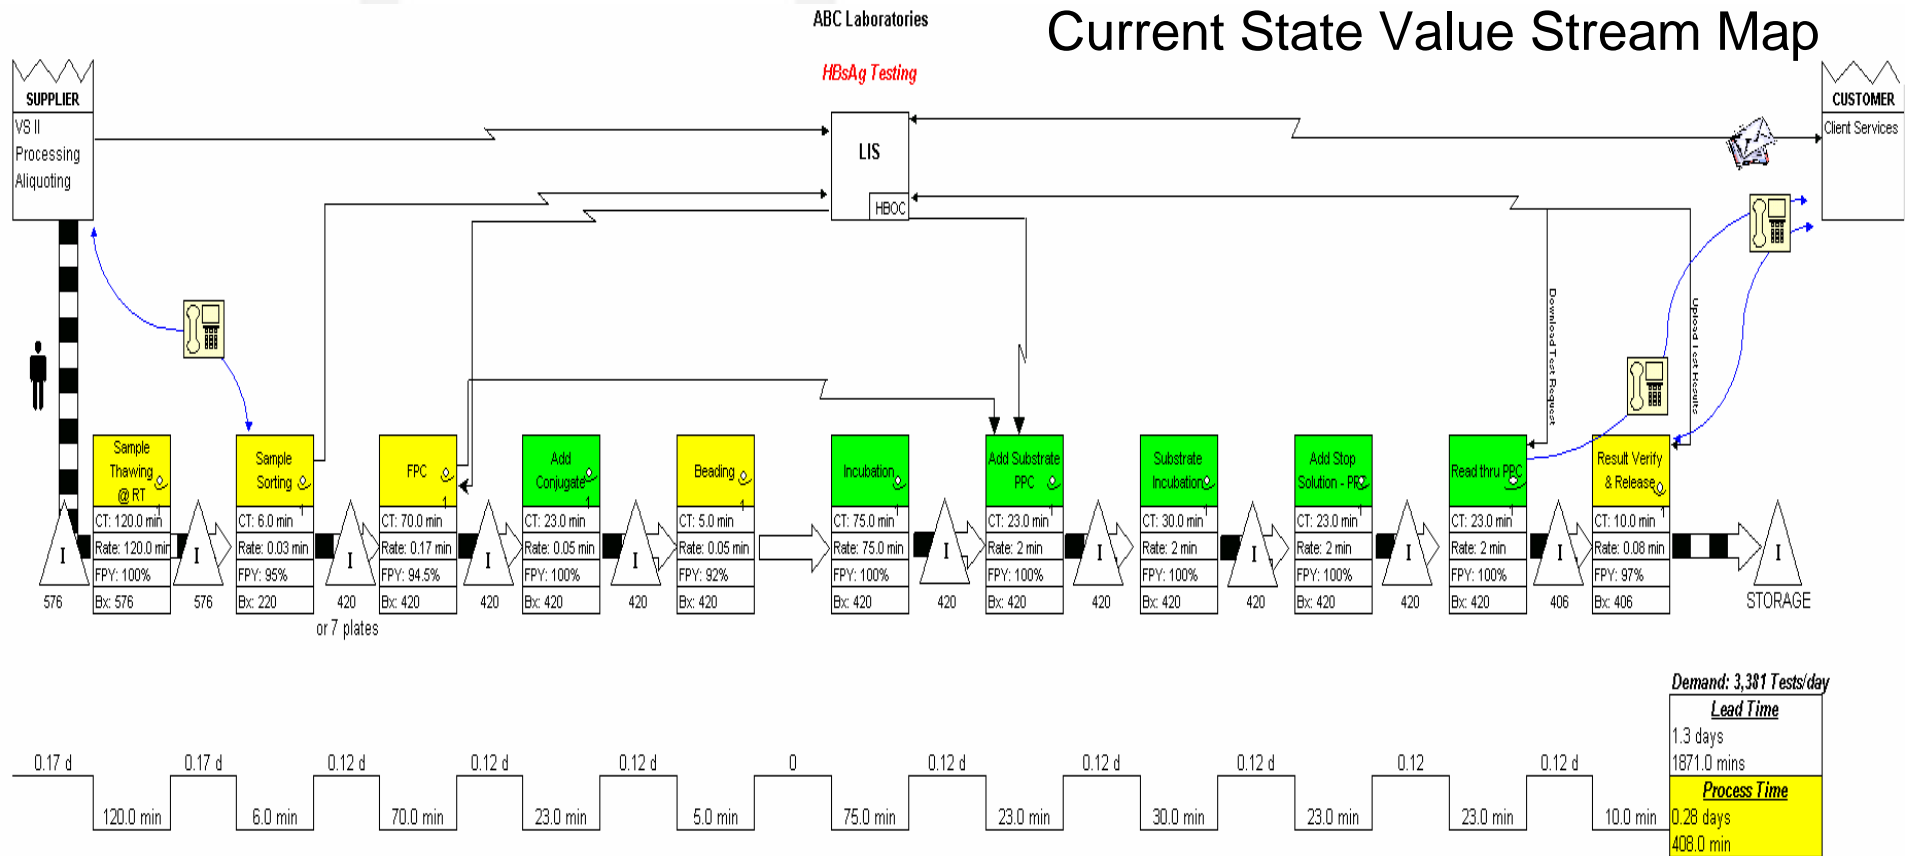 ABC Laboratories
Current State Value Stream Map
HBsAg Testing
SUPPLIER
VS II
Processing
Aliquoting
LIS
HBOC
CUSTOMER
Client Services
Download Test Request
Upload Test Results
Sample
Thawing
@ RT
1
CT: 120.0 min
Rate: 120.0 min
FPY: 100%
Bx: 576
Sample
Sorting
1
CT: 6.0 min
Rate: 0.03 min
FPY: 95%
Bx: 220
FPC
1
CT: 70.0 min
Rate: 0.17 min
FPY: 94.5%
Bx: 420
or 7 plates
Add
Conjugate
1
CT: 23.0 min
Rate: 0.05 min
FPY: 100%
Bx: 420
Beading
1
CT: 5.0 min
Rate: 0.05 min
FPY: 92%
Bx: 420
Incubation
1
CT: 75.0 min
Rate: 75.0 min
FPY: 100%
Bx: 420
Add Substrate
PPC
1
CT: 23.0 min
Rate: 2 min
FPY: 100%
Bx: 420
Substrate
Incubation
1
CT: 30.0 min
Rate: 2 min
FPY: 100%
Bx: 420
Add Stop
Solution - PPC
1
CT: 23.0 min
Rate: 2 min
FPY: 100%
Bx: 420
Read thru PPC
1
CT: 23.0 min
Rate: 2 min
FPY: 100%
Bx: 420
Result Verify
& Release
1
CT: 10.0 min
Rate: 0.08 min
FPY: 97%
Bx: 406
I
576
I
576
I
420
I
420
I
420
I
420
I
420
I
420
I
420
I
406
I
STORAGE
0.17 d
0.17 d
0.12 d
0.12 d
0.12 d
0
0.12 d
0.12 d
0.12 d
0.12
0.12 d
120.0 min
6.0 min
70.0 min
23.0 min
5.0 min
75.0 min
23.0 min
30.0 min
23.0 min
23.0 min
10.0 min
Demand: 3,381 Tests/day
Lead Time
1.3 days
1871.0 mins
Process Time
0.28 days
408.0 min